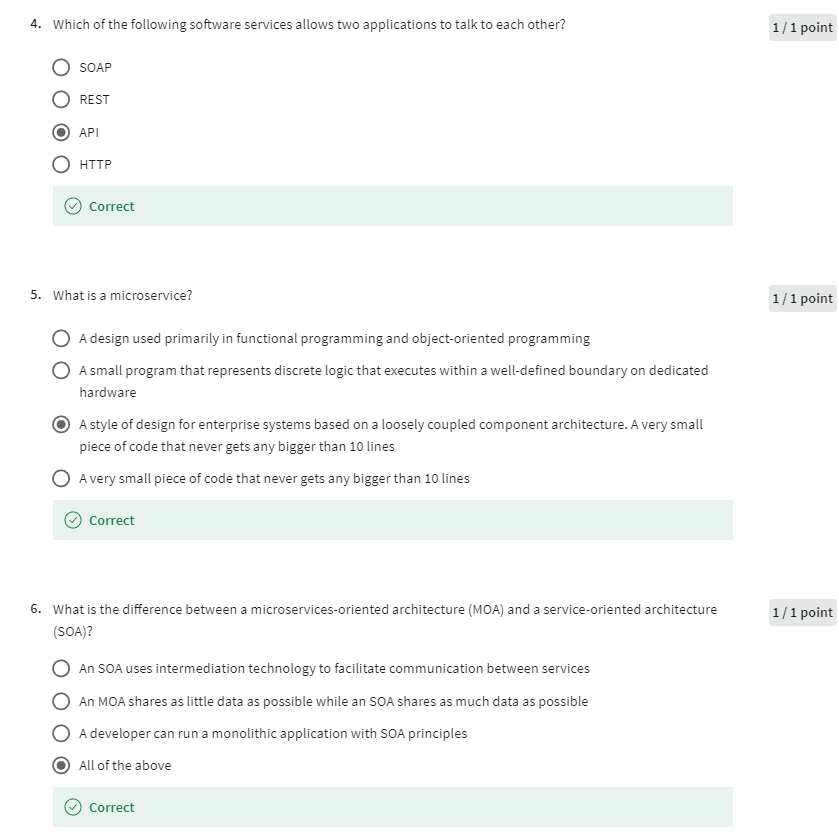 4. Which of the following software services allows two applications to talk to each other?
1 / 1 point
SOAP
REST
API
HTTP
Correct
5. What is a microservice?
1 / 1 point
A design used primarily in functional programming and object-oriented programming
A small program that represents discrete logic that executes within a well-defined boundary on dedicated
hardware
A style of design for enterprise systems based on a loosely coupled component architecture. A very small
piece of code that never gets any bigger than 10 lines
A very small piece of code that never gets any bigger than 10 lines
Correct
6. What is the difference between a microservices-oriented architecture (MOA) and a service-oriented architecture
(SOA)?
1 / 1 point
An SOA uses intermediation technology to facilitate communication between services
An MOA shares as little data as possible while an SOA shares as much data as possible
A developer can run a monolithic application with SOA principles
All of the above
Correct